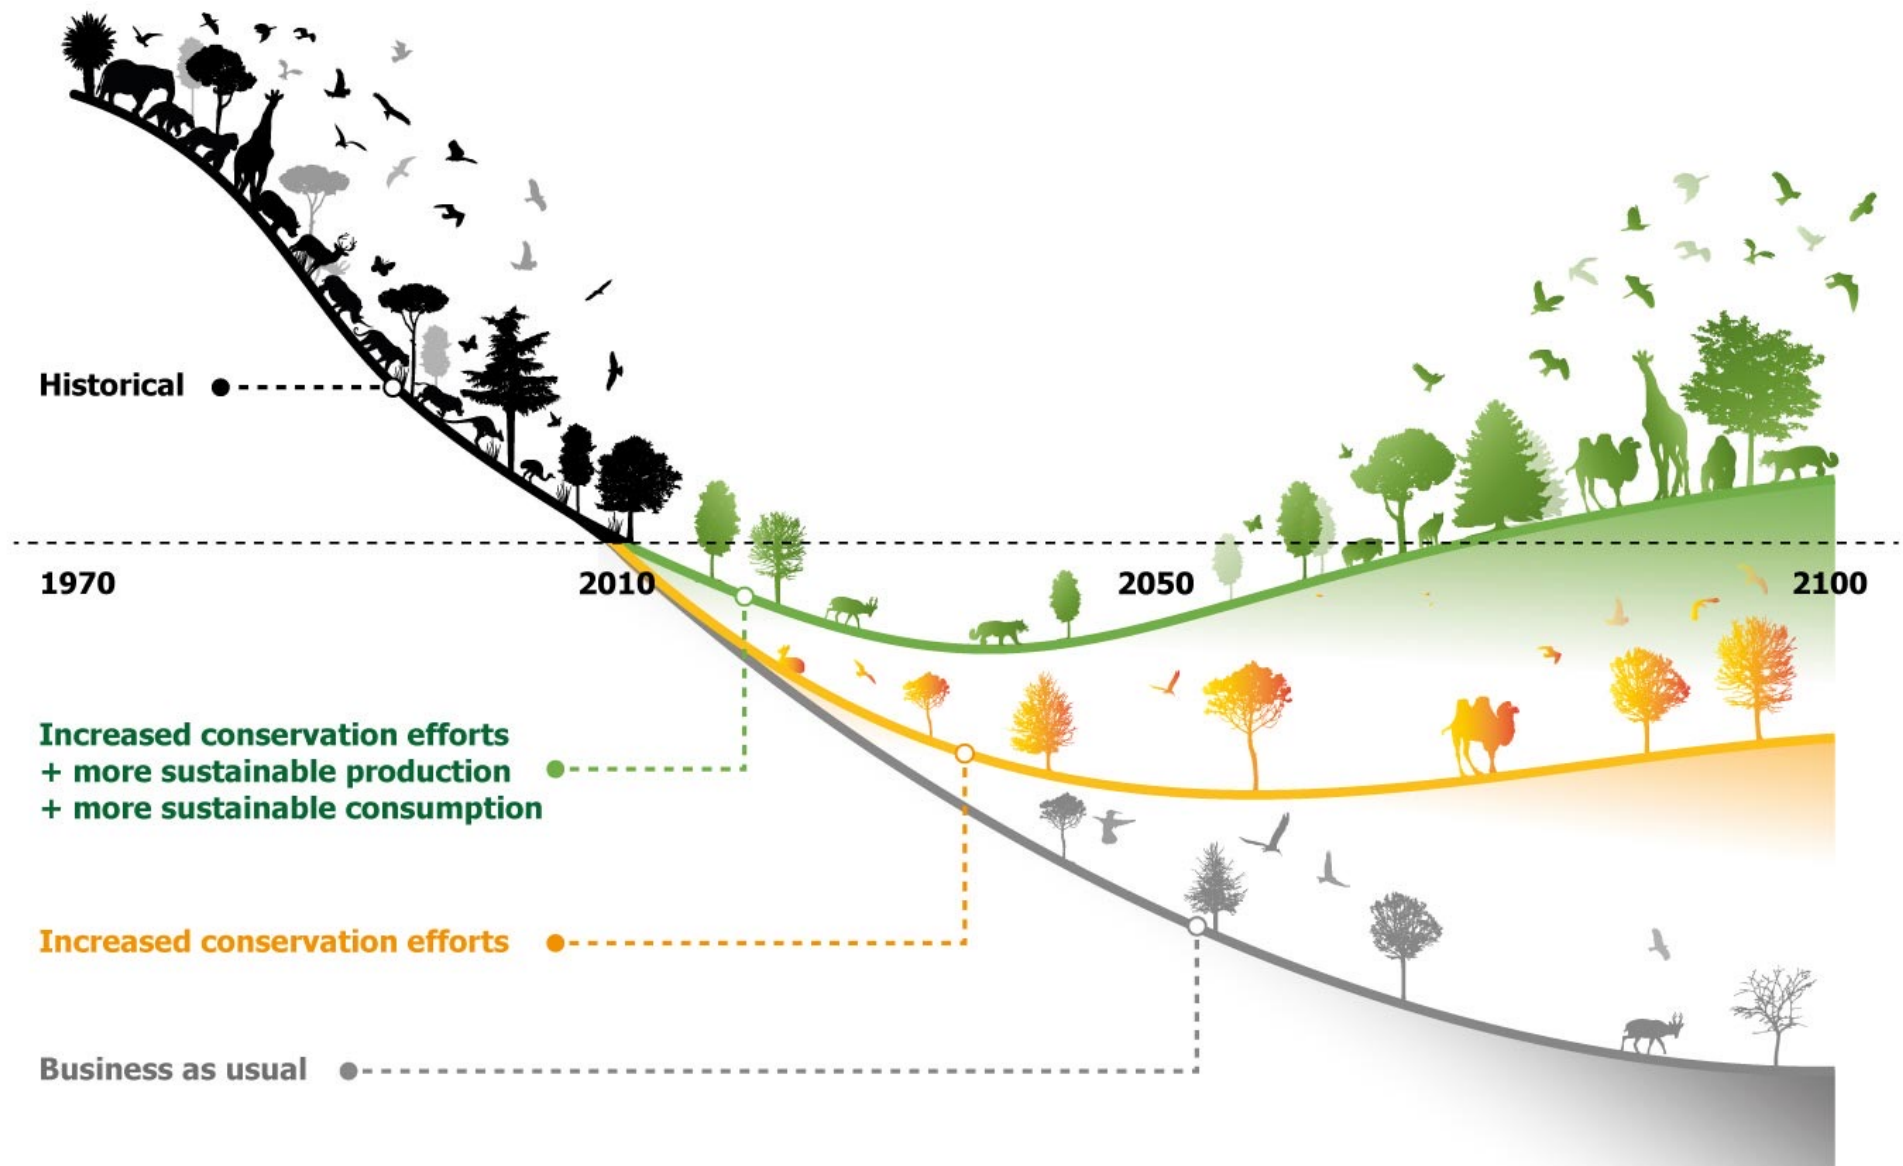 Historical
1970
2010
2050
2100
Increased conservation efforts
+ more sustainable production
+ more sustainable consumption
Increased conservation efforts
Business as usual